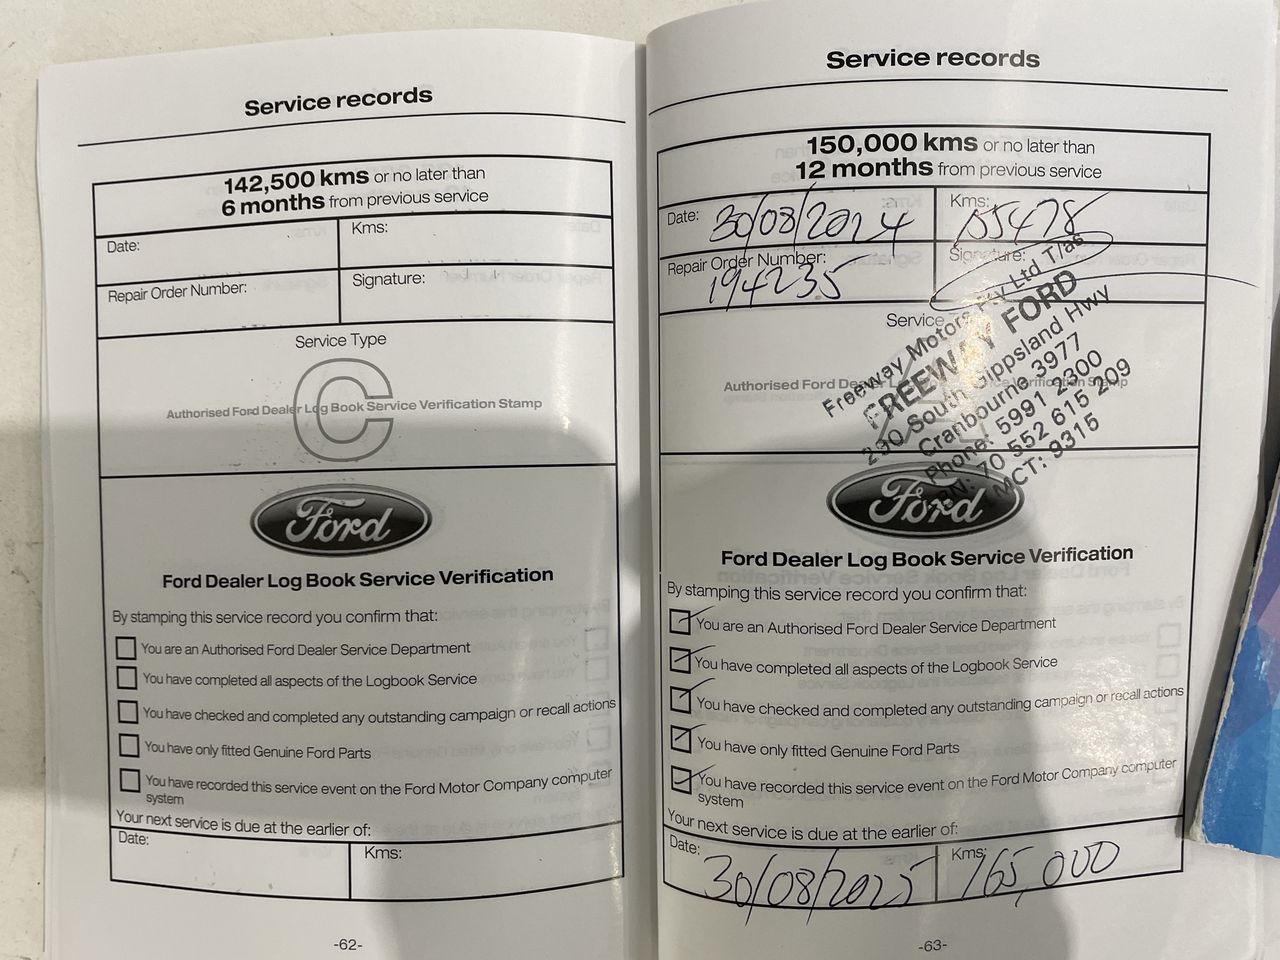 Service records
142,500 kms or no later than
6 months from previous service
Date:
Kms:
Repair Order Number:
Signature:
Service Type
C
Authorised Ford Dealer Log Book Service Verification Stamp
Ford
Ford Dealer Log Book Service Verification
By stamping this service record you confirm that:
You are an Authorised Ford Dealer Service Department
You have completed all aspects of the Logbook Service
You have checked and completed any outstanding campaign or recall actions
You have only fitted Genuine Ford Parts
You have recorded this service event on the Ford Motor Company computer
system
Your next service is due at the earlier of:
Date:
Kms:
-62-
Service records
150,000 kms or no later than
12 months from previous service
Date: 30/08/2024
Kms: 155478
Repair Order Number:
194235
Signature:
Service
Authorised Ford Verification Stamp
Freeway Motors Pty Ltd T/as
FREEWAY FORD
290 South Gippsland Hwy
Cranbourne 3977
Phone: 5991 2300
70 552 615 209
MCT: 9315
Ford
Ford Dealer Log Book Service Verification
By stamping this service record you confirm that:
You are an Authorised Ford Dealer Service Department
You have completed all aspects of the Logbook Service
You have checked and completed any outstanding campaign or recall actions
You have only fitted Genuine Ford Parts
You have recorded this service event on the Ford Motor Company computer
system
Your next service is due at the earlier of:
Date: 30/08/2025
Kms: 165,000
-63-